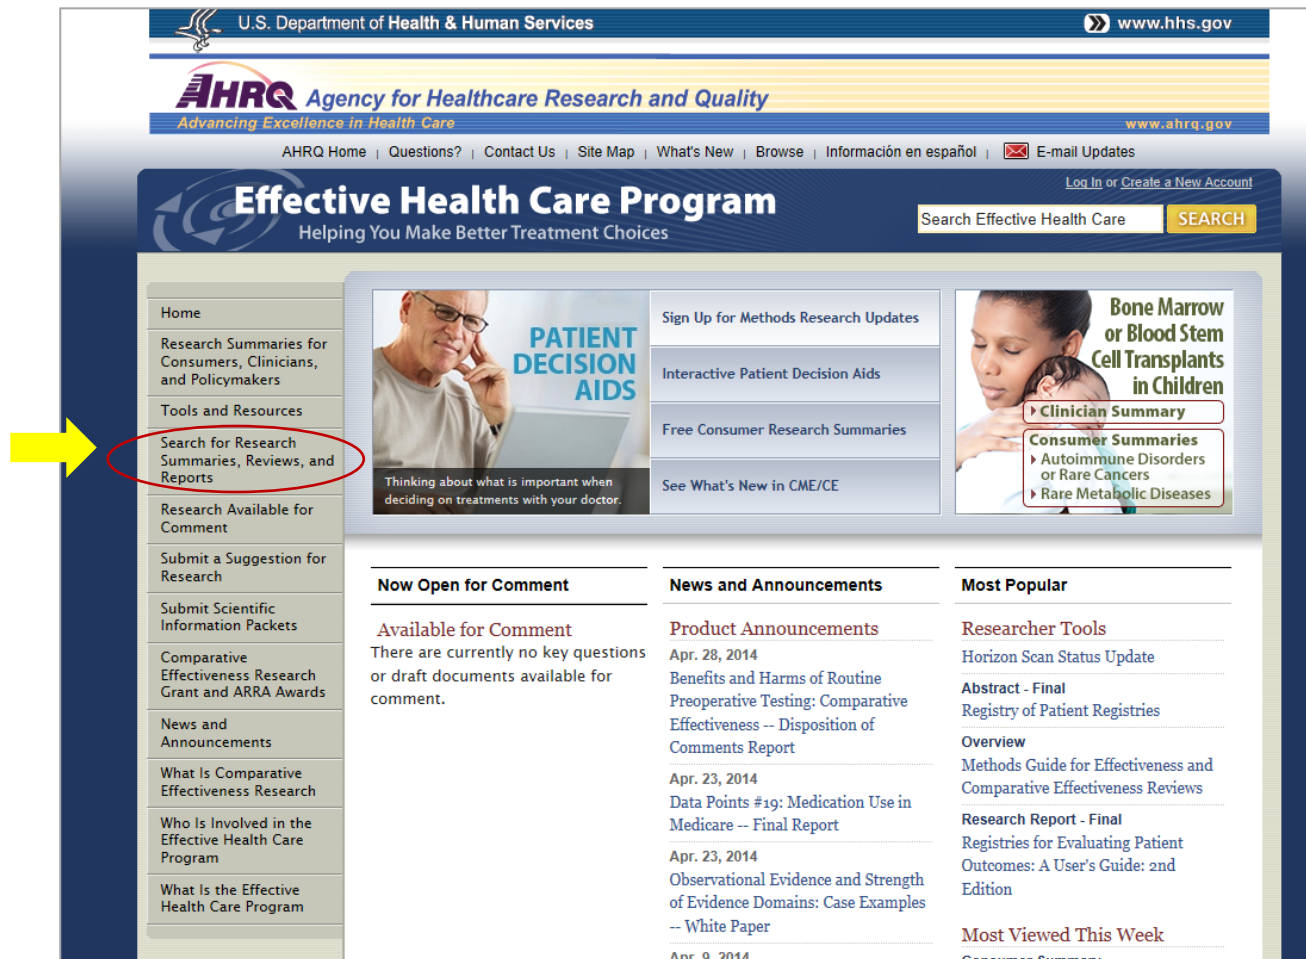 U.S. Department of Health & Human Services
www.hhs.gov
AHRQ Agency for Healthcare Research and Quality
Advancing Excellence in Health Care
www.ahrq.gov
AHRQ Home | Questions? | Contact Us | Site Map | What's New | Browse | Información en español | E-mail Updates
Effective Health Care Program
Helping You Make Better Treatment Choices
Log In or Create a New Account
Search Effective Health Care
SEARCH
Home
Research Summaries for
Consumers, Clinicians,
and Policymakers
Tools and Resources
Search for Research
Summaries, Reviews, and
Reports
Research Available for
Comment
Submit a Suggestion for
Research
Submit Scientific
Information Packets
Comparative
Effectiveness Research
Grant and ARRA Awards
News and
Announcements
What Is Comparative
Effectiveness Research
Who Is Involved in the
Effective Health Care
Program
What Is the Effective
Health Care Program
PATIENT
DECISION
AIDS
Thinking about what is important when
deciding on treatments with your doctor.
Sign Up for Methods Research Updates
Interactive Patient Decision Aids
Free Consumer Research Summaries
See What's New in CME/CE
Bone Marrow
or Blood Stem
Cell Transplants
in Children
Clinician Summary
Consumer Summaries
Autoimmune Disorders
or Rare Cancers
Rare Metabolic Diseases
Now Open for Comment
Available for Comment
There are currently no key questions
or draft documents available for
comment.
News and Announcements
Product Announcements
Apr. 28, 2014
Benefits and Harms of Routine
Preoperative Testing: Comparative
Effectiveness -- Disposition of
Comments Report
Apr. 23, 2014
Data Points #19: Medication Use in
Medicare -- Final Report
Apr. 23, 2014
Observational Evidence and Strength
of Evidence Domains: Case Examples
-- White Paper
Apr. 9, 2014
Most Popular
Researcher Tools
Horizon Scan Status Update
Abstract - Final
Registry of Patient Registries
Overview
Methods Guide for Effectiveness and
Comparative Effectiveness Reviews
Research Report - Final
Registries for Evaluating Patient
Outcomes: A User's Guide: 2nd
Edition
Most Viewed This Week
Consumer Summary